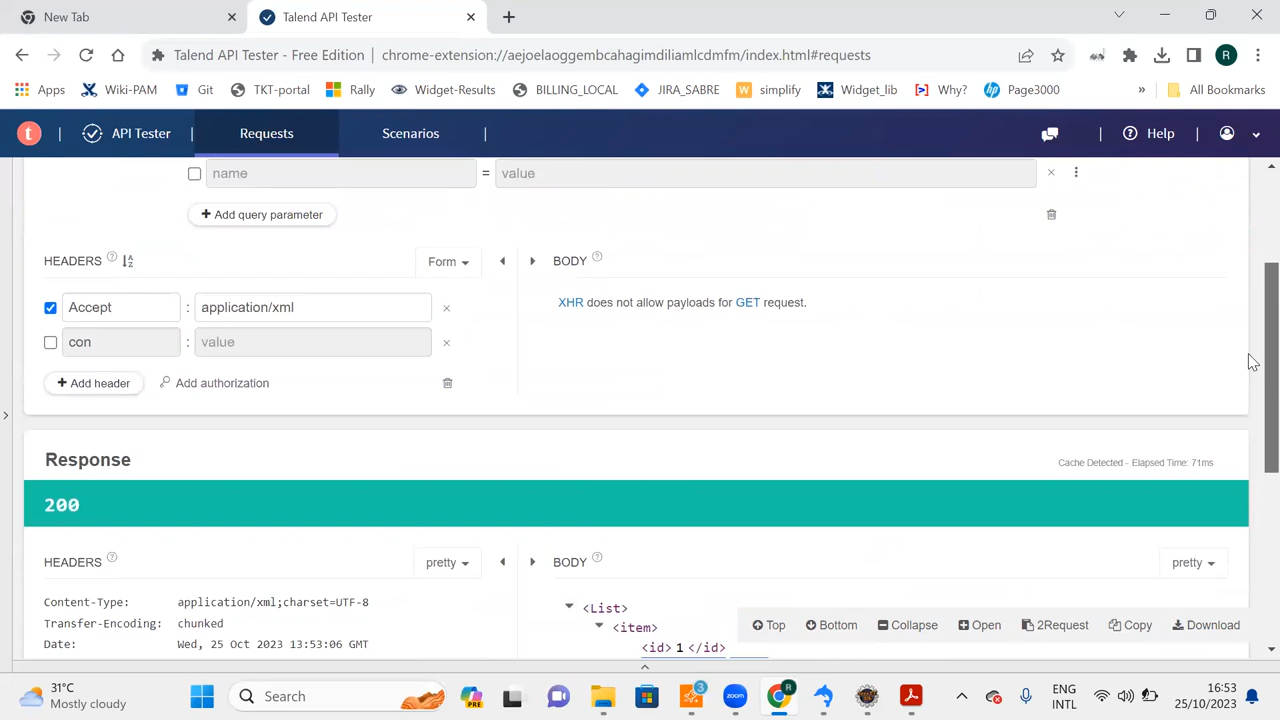 New Tab
Talend API Tester
Talend API Tester - Free Edition | chrome-extension://aejoelaoggembcahagimdiliamlcdmfm/index.html#requests
R
Apps Wiki-PAM Git TKT-portal Rally Widget-Results BILLING_LOCAL JIRA_SABRE simplify Widget_lib Why? Page3000 » All Bookmarks
t | API Tester | Requests Scenarios | | Help |
name = value
+ Add query parameter
HEADERS ? Form BODY ?
Accept : application/xml
XHR does not allow payloads for GET request.
con : value
+ Add header Add authorization
Response
Cache Detected - Elapsed Time: 71ms
200
HEADERS ? pretty BODY ? pretty
Content-Type: application/xml;charset=UTF-8
Transfer-Encoding: chunked
Date: Wed, 25 Oct 2023 13:53:06 GMT
<List>
<item>
<id> 1 </id>
Top Bottom Collapse Open 2Request Copy Download
31°C
Mostly cloudy
Search
PRE
3
zoom
R
ENG
INTL
16:53
25/10/2023